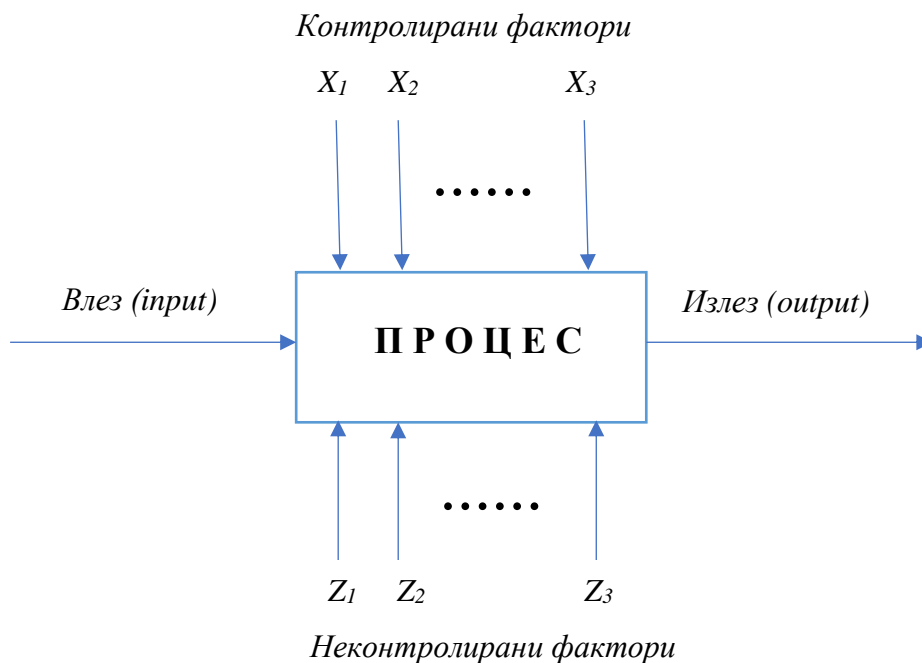 Контролирани фактори
X1 X2 X3
......
Влез (input)
П Р О Ц Е С
Излез (output)
......
Z1 Z2 Z3
Неконтролирани фактори